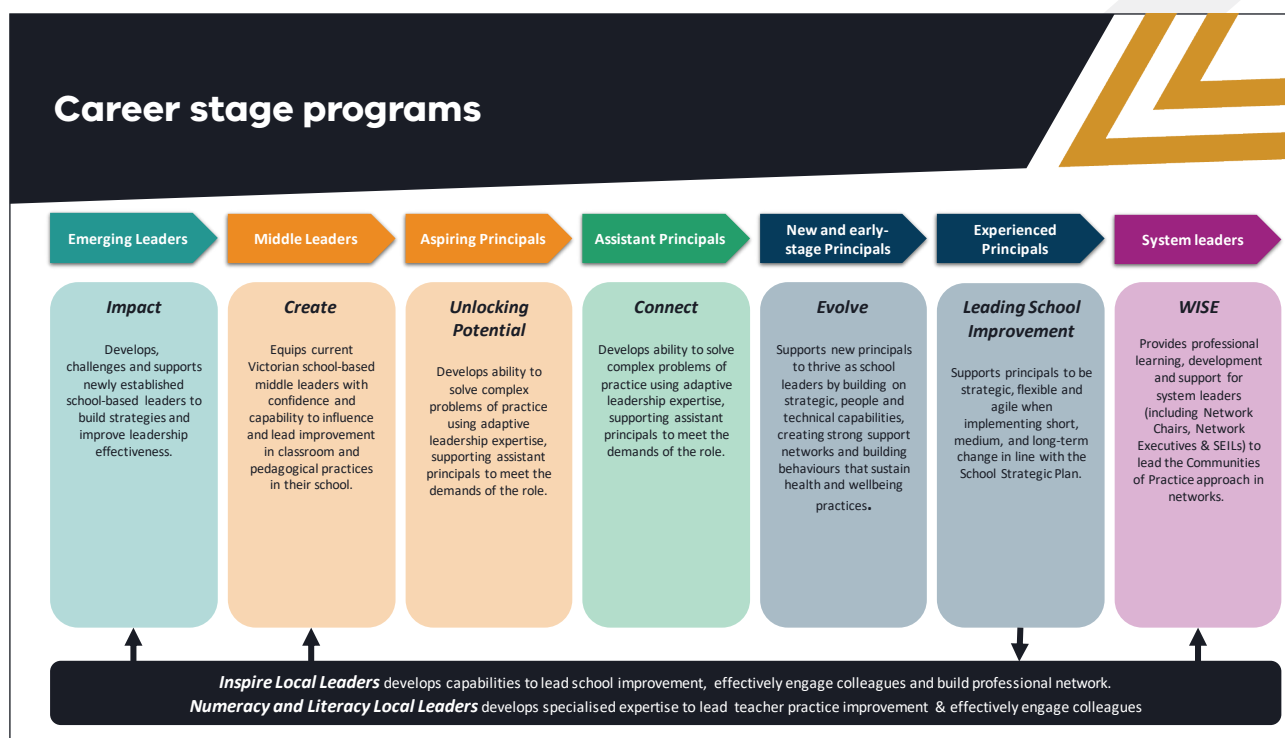 Career stage programs
Emerging Leaders
Middle Leaders
Aspiring Principals
Assistant Principals
New and early-
stage Principals
Experienced
Principals
System leaders
Impact
Develops,
challenges and supports
newly established
school-based leaders to
build strategies and
improve leadership
effectiveness.
Create
Equips current
Victorian school-based
middle leaders with
confidence and
capability to influence
and lead improvement
in classroom and
pedagogical practices
in their school.
Unlocking
Potential
Develops ability to
solve complex
problems of practice
using adaptive
leadership expertise,
supporting assistant
principals to meet the
demands of the role.
Connect
Develops ability to solve
complex problems of
practice using adaptive
leadership expertise,
supporting assistant
principals to meet the
demands of the role.
Evolve
Supports new principals
to thrive as school
leaders by building on
strategic, people and
technical capabilities,
creating strong support
networks and building
behaviours that sustain
health and wellbeing
practices.
Leading School
Improvement
Supports principals to be
strategic, flexible and
agile when
implementing short,
medium, and long-term
change in line with the
School Strategic Plan.
WISE
Provides professional
learning, development
and support for
system leaders
(including Network
Chairs, Network
Executives & SEILs) to
lead the Communities
of Practice approach in
networks.
Inspire Local Leaders develops capabilities to lead school improvement, effectively engage colleagues and build professional network.
Numeracy and Literacy Local Leaders develops specialised expertise to lead teacher practice improvement & effectively engage colleagues